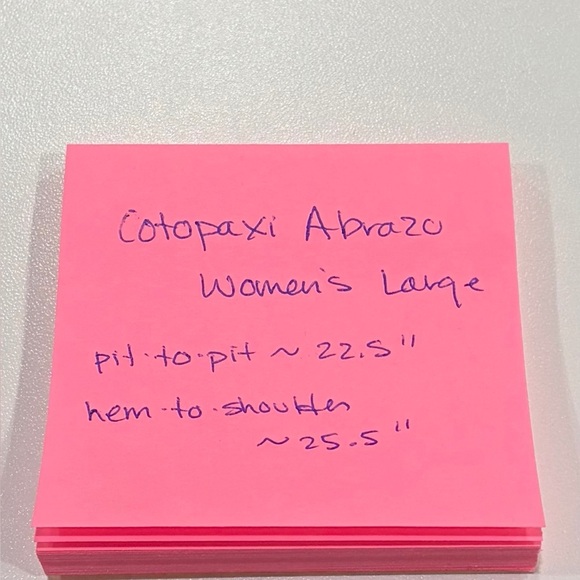 Cotopaxi Abrazo
Women's Large
pit-to-pit ~ 22.5"
hem-to-shoulder
~25.5"